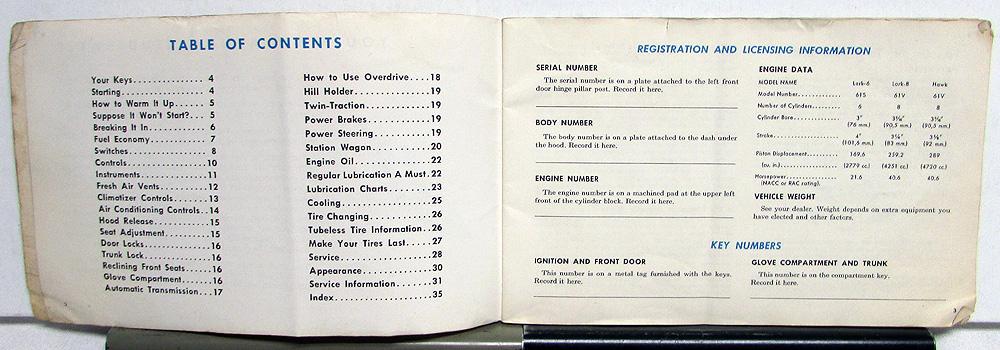 TABLE OF CONTENTS
Your Keys............. 4
Starting............... 4
How to Warm It Up..... 5
Suppose It Won't Start?... 5
Breaking It In........... 6
Fuel Economy........... 7
Switches............... 8
Controls...............10
Instruments............11
Fresh Air Vents.........12
Climatizer Controls......13
Air Conditioning Controls..14
Hood Release...........15
Seat Adjustment.........15
Door Locks.............16
Trunk Lock.............16
Reclining Front Seats.....16
Glove Compartment......16
Automatic Transmission...17
How to Use Overdrive....18
Hill Holder..............19
Twin-Traction...........19
Power Brakes...........19
Power Steering..........19
Station Wagon..........20
Engine Oil..............22
Regular Lubrication A Must.22
Lubrication Charts.......23
Cooling................25
Tire Changing...........26
Tubeless Tire Information..26
Make Your Tires Last.....27
Service................28
Appearance............30
Service Information.......31
Index..................35
REGISTRATION AND LICENSING INFORMATION
SERIAL NUMBER
The serial number is on a plate attached to the left front
door hinge pillar post. Record it here.
BODY NUMBER
The body number is on a plate attached to the dash under
the hood. Record it here.
ENGINE NUMBER
The engine number is on a machined pad at the upper left
front of the cylinder block. Record it here.
ENGINE DATA
MODEL NAME Lark-6 Lark-8 Hawk
Model Number........ 61S 61V 61V
Number of Cylinders........ 6 8 8
Cylinder Bore........ 3" 3 9/16" 3 9/16"
(76 mm.) (90,5 mm.) (90,5 mm.)
Stroke........ 4" 3 1/4" 3 5/8"
(101,6 mm.) (83 mm.) (92 mm.)
Piston Displacement........ 169.6 259.2 289
(cu. in.)........ (2779 cc.) (4251 cc.) (4730 cc.)
Horsepower........ 21.6 40.6 40.6
(NACC or RAC rating).
VEHICLE WEIGHT
See your dealer. Weight depends on extra equipment you
have elected and other factors.
KEY NUMBERS
IGNITION AND FRONT DOOR
This number is on a metal tag furnished with the keys.
Record it here.
GLOVE COMPARTMENT AND TRUNK
This number is on the compartment key.
Record it here.
3